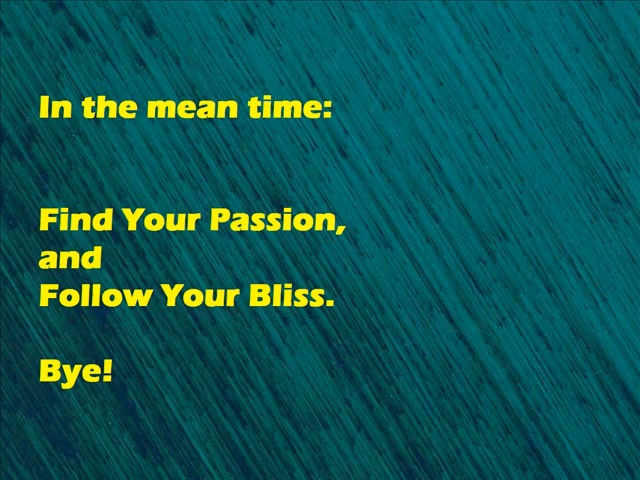 In the mean time:
Find Your Passion,
and
Follow Your Bliss.
Bye!